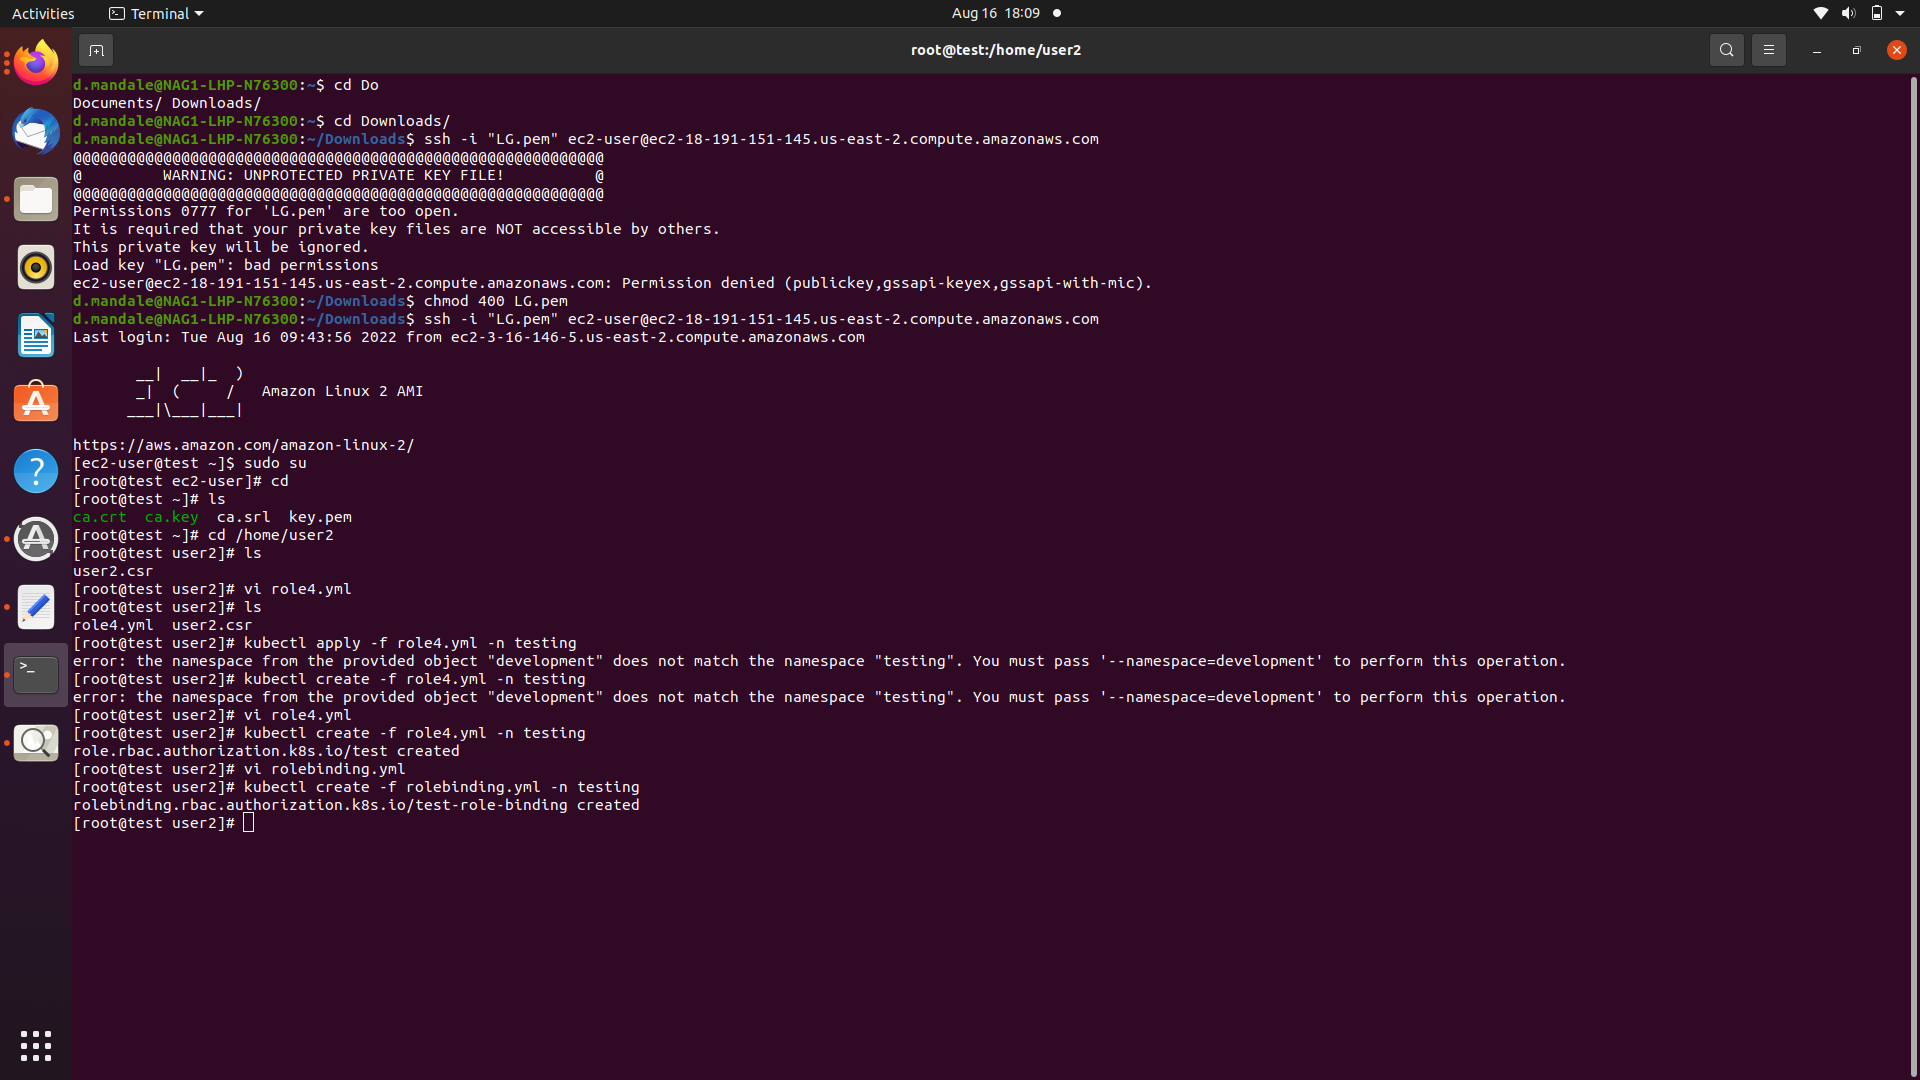 Activities
Terminal
Aug 16 18:09
root@test:/home/user2
d.mandale@NAG1-LHP-N76300:~$ cd Do
Documents/ Downloads/
d.mandale@NAG1-LHP-N76300:~$ cd Downloads/
d.mandale@NAG1-LHP-N76300:~/Downloads$ ssh -i "LG.pem" ec2-user@ec2-18-191-151-145.us-east-2.compute.amazonaws.com
@@@@@@@@@@@@@@@@@@@@@@@@@@@@@@@@@@@@@@@@@@@@@@@@@@@@@@@@@@@
@         WARNING: UNPROTECTED PRIVATE KEY FILE!          @
@@@@@@@@@@@@@@@@@@@@@@@@@@@@@@@@@@@@@@@@@@@@@@@@@@@@@@@@@@@
Permissions 0777 for 'LG.pem' are too open.
It is required that your private key files are NOT accessible by others.
This private key will be ignored.
Load key "LG.pem": bad permissions
ec2-user@ec2-18-191-151-145.us-east-2.compute.amazonaws.com: Permission denied (publickey,gssapi-keyex,gssapi-with-mic).
d.mandale@NAG1-LHP-N76300:~/Downloads$ chmod 400 LG.pem
d.mandale@NAG1-LHP-N76300:~/Downloads$ ssh -i "LG.pem" ec2-user@ec2-18-191-151-145.us-east-2.compute.amazonaws.com
Last login: Tue Aug 16 09:43:56 2022 from ec2-3-16-146-5.us-east-2.compute.amazonaws.com
       __|  __|_  )
       _|  (     /   Amazon Linux 2 AMI
      ___|\___|___|
https://aws.amazon.com/amazon-linux-2/
[ec2-user@test ~]$ sudo su
[root@test ec2-user]# cd
[root@test ~]# ls
ca.crt  ca.key  ca.srl  key.pem
[root@test ~]# cd /home/user2
[root@test user2]# ls
user2.csr
[root@test user2]# vi role4.yml
[root@test user2]# ls
role4.yml  user2.csr
[root@test user2]# kubectl apply -f role4.yml -n testing
error: the namespace from the provided object "development" does not match the namespace "testing". You must pass '--namespace=development' to perform this operation.
[root@test user2]# kubectl create -f role4.yml -n testing
error: the namespace from the provided object "development" does not match the namespace "testing". You must pass '--namespace=development' to perform this operation.
[root@test user2]# vi role4.yml
[root@test user2]# kubectl create -f role4.yml -n testing
role.rbac.authorization.k8s.io/test created
[root@test user2]# vi rolebinding.yml
[root@test user2]# kubectl create -f rolebinding.yml -n testing
rolebinding.rbac.authorization.k8s.io/test-role-binding created
[root@test user2]#